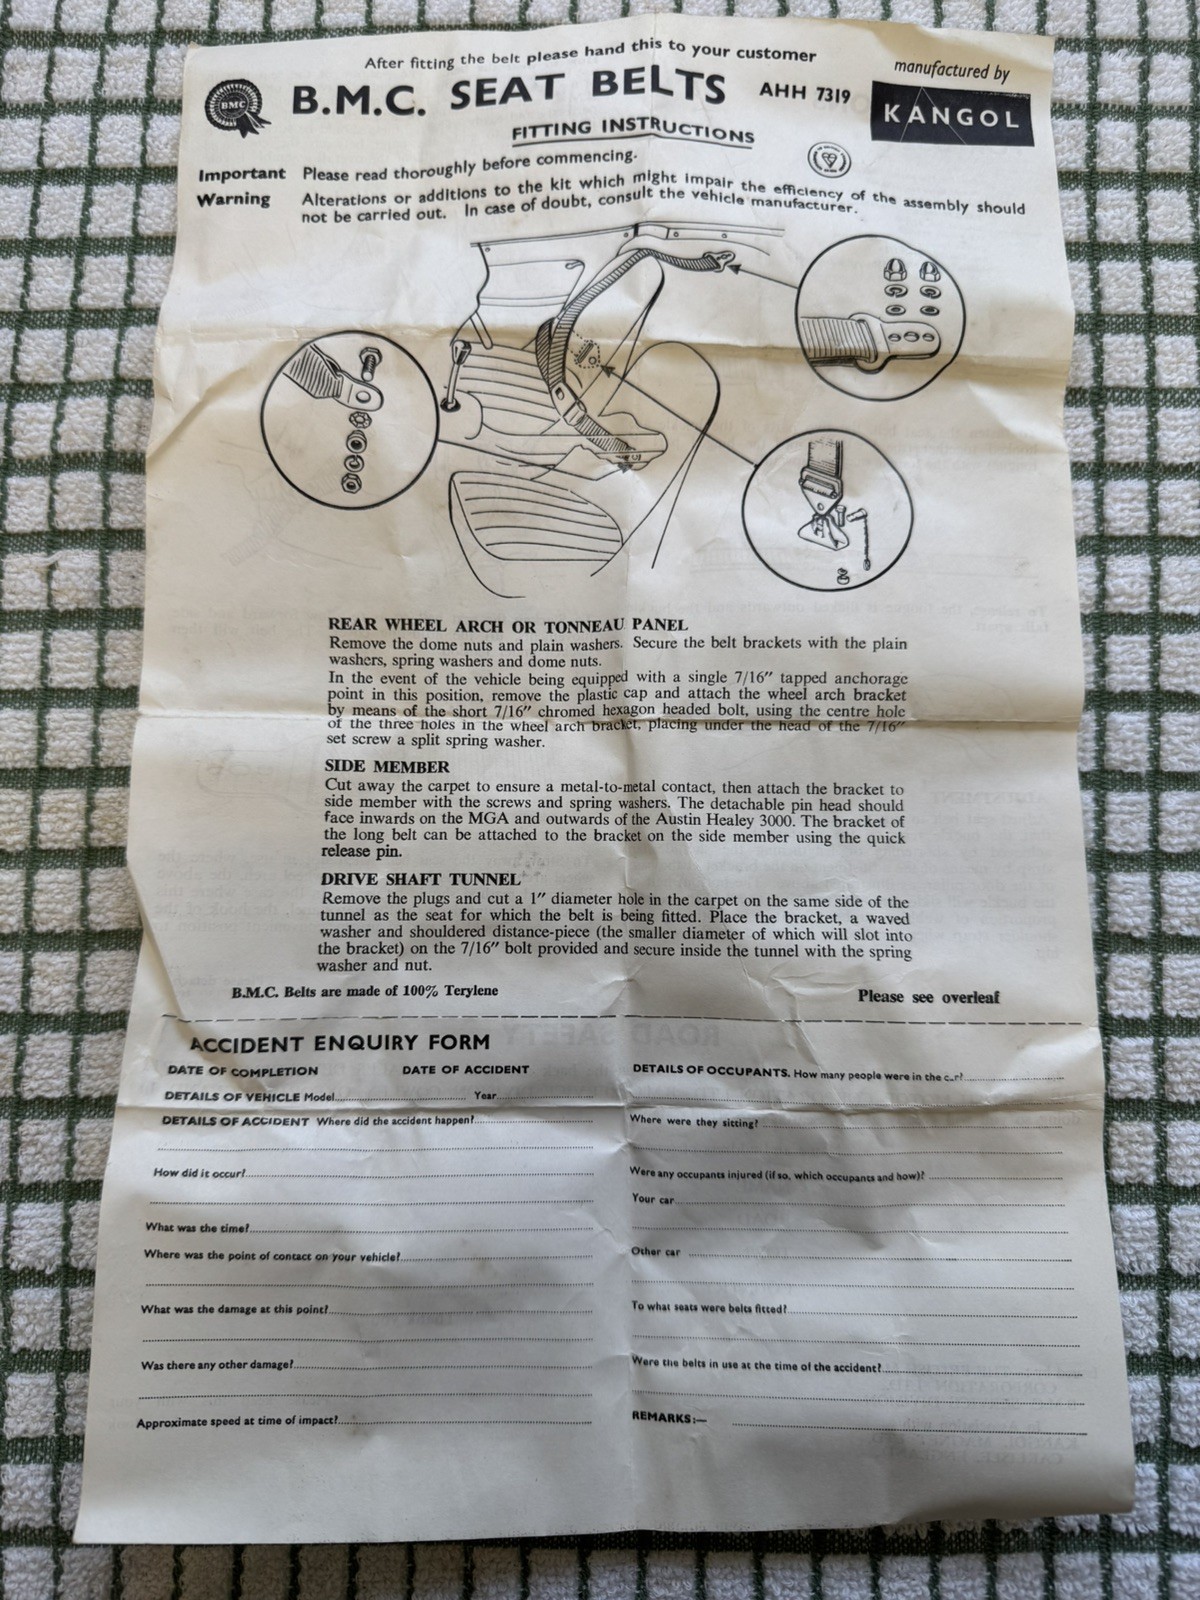 After fitting the belt please hand this to your customer
BMC
B.M.C. SEAT BELTS AHH 7319
manufactured by
KANGOL
FITTING INSTRUCTIONS
Important Please read thoroughly before commencing.
Warning Alterations or additions to the kit which might impair the efficiency of the assembly should
not be carried out. In case of doubt, consult the vehicle manufacturer.
REAR WHEEL ARCH OR TONNEAU PANEL
Remove the dome nuts and plain washers. Secure the belt brackets with the plain
washers, spring washers and dome nuts.
In the event of the vehicle being equipped with a single 7/16″ tapped anchorage
point in this position, remove the plastic cap and attach the wheel arch bracket
by means of the short 7/16″ chromed hexagon headed bolt, using the centre hole
of the three holes in the wheel arch bracket, placing under the head of the 7/16″
set screw a split spring washer.
SIDE MEMBER
Cut away the carpet to ensure a metal-to-metal contact, then attach the bracket to
side member with the screws and spring washers. The detachable pin head should
face inwards on the MGA and outwards of the Austin Healey 3000. The bracket of
the long belt can be attached to the bracket on the side member using the quick
release pin.
DRIVE SHAFT TUNNEL
Remove the plugs and cut a 1″ diameter hole in the carpet on the same side of the
tunnel as the seat for which the belt is being fitted. Place the bracket, a waved
washer and shouldered distance-piece (the smaller diameter of which will slot into
the bracket) on the 7/16″ bolt provided and secure inside the tunnel with the spring
washer and nut.
B.M.C. Belts are made of 100% Terylene
Please see overleaf
ACCIDENT ENQUIRY FORM
DATE OF COMPLETION DATE OF ACCIDENT
DETAILS OF VEHICLE Model Year
DETAILS OF ACCIDENT Where did the accident happen?
How did it occur?
What was the time?
Where was the point of contact on your vehicle?
What was the damage at this point?
Was there any other damage?
Approximate speed at time of impact?
DETAILS OF OCCUPANTS. How many people were in the car?
Where were they sitting?
Were any occupants injured (if so, which occupants and how)?
Your car
Other car
To what seats were belts fitted?
Were the belts in use at the time of the accident?
REMARKS:—